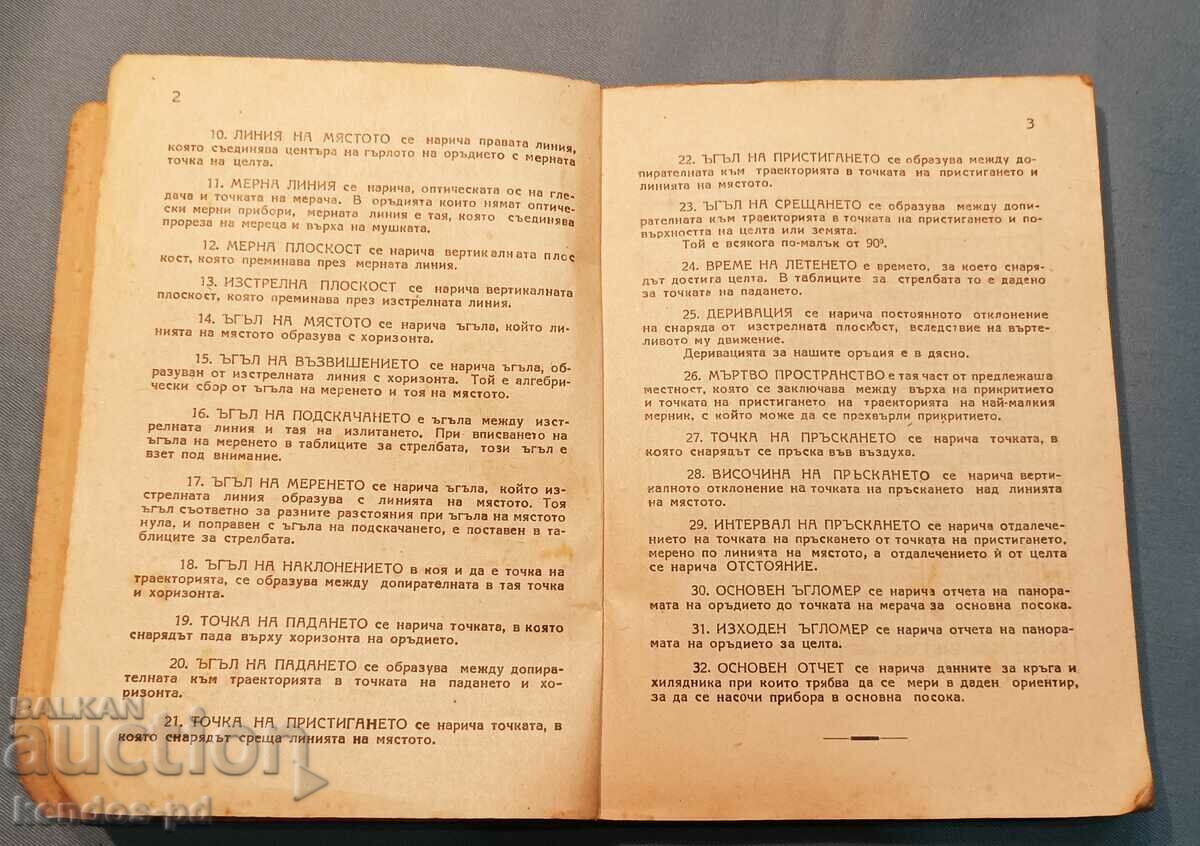 2
10. ЛИНИЯ НА МЯСТОТО се нарича правата линия,
която съединява центъра на гърлото на оръдието с мерната
точка на целта.
11. МЕРНА ЛИНИЯ се нарича, оптическата ос на гле-
дача и точката на мерача. В оръдията които нямат оптиче-
ски мерни прибори, мерната линия е тая, която съединява
прореза на мереца и върха на мушката.
12. МЕРНА ПЛОСКОСТ се нарича вертикалната плос
кост, която преминава през мерната линия.
13. ИЗСТРЕЛНА ПЛОСКОСТ се нарича вертикалната
плоскост, която преминава през изстрелната линия.
14. ЪГЪЛ НА МЯСТОТО се нарича ъгъла, който ли-
нията на мястото образува с хоризонта.
15. ЪГЪЛ НА ВЪЗВИШЕНИЕТО се нарича ъгъла, об-
разуван от изстрелната линия с хоризонта. Той е алгебри-
чески сбор от ъгъла на меренето и тоя на мястото.
16. ЪГЪЛ НА ПОДСКАЧАНЕТО е ъгъла между изст-
релната линия и тая на излитането. При вписването на
ъгъла на меренето в таблиците за стрелбата, този ъгъл е
взет под внимание.
17. ЪГЪЛ НА МЕРЕНЕТО се нарича ъгъла, който из-
стрелната линия образува с линията на мястото. Тоя
ъгъл съответно за разните разстояния при ъгъла на мястото
нула, и поправен с ъгъла на подскачането, е поставен в та-
блиците за стрелбата.
18. ЪГЪЛ НА НАКЛОНЕНИЕТО в коя и да е точка на
траекторията, се образува между допирателната в тая точка
и хоризонта.
19. ТОЧКА НА ПАДАНЕТО се нарича точката, в която
снарядът пада върху хоризонта на оръдието.
20. ЪГЪЛ НА ПАДАНЕТО се образува между допира-
телната към траекторията в точката на падането и хо-
ризонта.
21. ТОЧКА НА ПРИСТИГАНЕТО се нарича точката, в
която снарядът среща линията на мястото.
3
22. ЪГЪЛ НА ПРИСТИГАНЕТО се образува между до-
пирателната към траекторията в точката на пристигането и
линията на мястото.
23. ЪГЪЛ НА СРЕЩАНЕТО се образува между допи-
рателната към траекторията в точката на пристигането и по-
върхността на целта или земята.
Той е всякога по-малък от 90°.
24. ВРЕМЕ НА ЛЕТЕНЕТО е времето, за което снаря-
дът достига целта. В таблиците за стрелбата то е дадено
за точката на падането.
25. ДЕРИВАЦИЯ се нарича постоянното отклонение
на снаряда от изстрелната плоскост, вследствие на върте-
ливото му движение.
Деривацията за нашите оръдия е в дясно.
26. МЪРТВО ПРОСТРАНСТВО е тая част от предлежаша
местност, която се заключава между върха на прикритието
и точката на пристигането на траекторията на най-малкия
мерник, с който може да се прехвърли прикритието.
27. ТОЧКА НА ПРЪСКАНЕТО се нарича точката, в
която снарядът се пръска във въздуха.
28. ВИСОЧИНА НА ПРЪСКАНЕТО се нарича верти-
калното отклонение на точката на пръскането над линията
на мястото.
29. ИНТЕРВАЛ НА ПРЪСКАНЕТО се нарича отдалече-
нието на точката на пръскането от точката на пристигането,
мерено по линията на мястото, а отдалечението ѝ от целта
се нарича ОТСТОЯНИЕ.
30. ОСНОВЕН ЪГЛОМЕР се нарича отчета на панора-
мата на оръдието до точката на мерача за основна посока.
31. ИЗХОДЕН ЪГЛОМЕР се нарича отчета на панора-
мата на оръдието за целта.
32. ОСНОВЕН ОТЧЕТ се нарича данните за кръга и
хилядника при които трябва да се мери в даден ориентир,
за да се насочи прибора в основна посока.
BALKAN
auction
kendos-pd